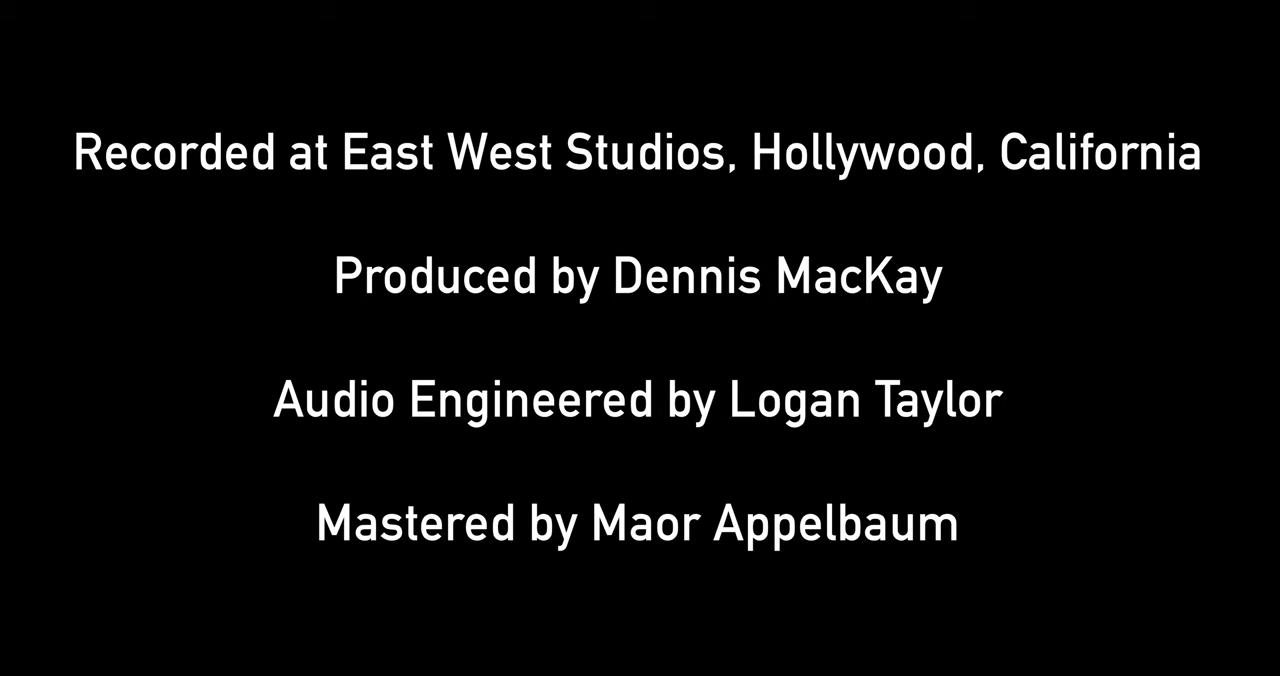 Recorded at East West Studios, Hollywood, California
Produced by Dennis MacKay
Audio Engineered by Logan Taylor
Mastered by Maor Appelbaum